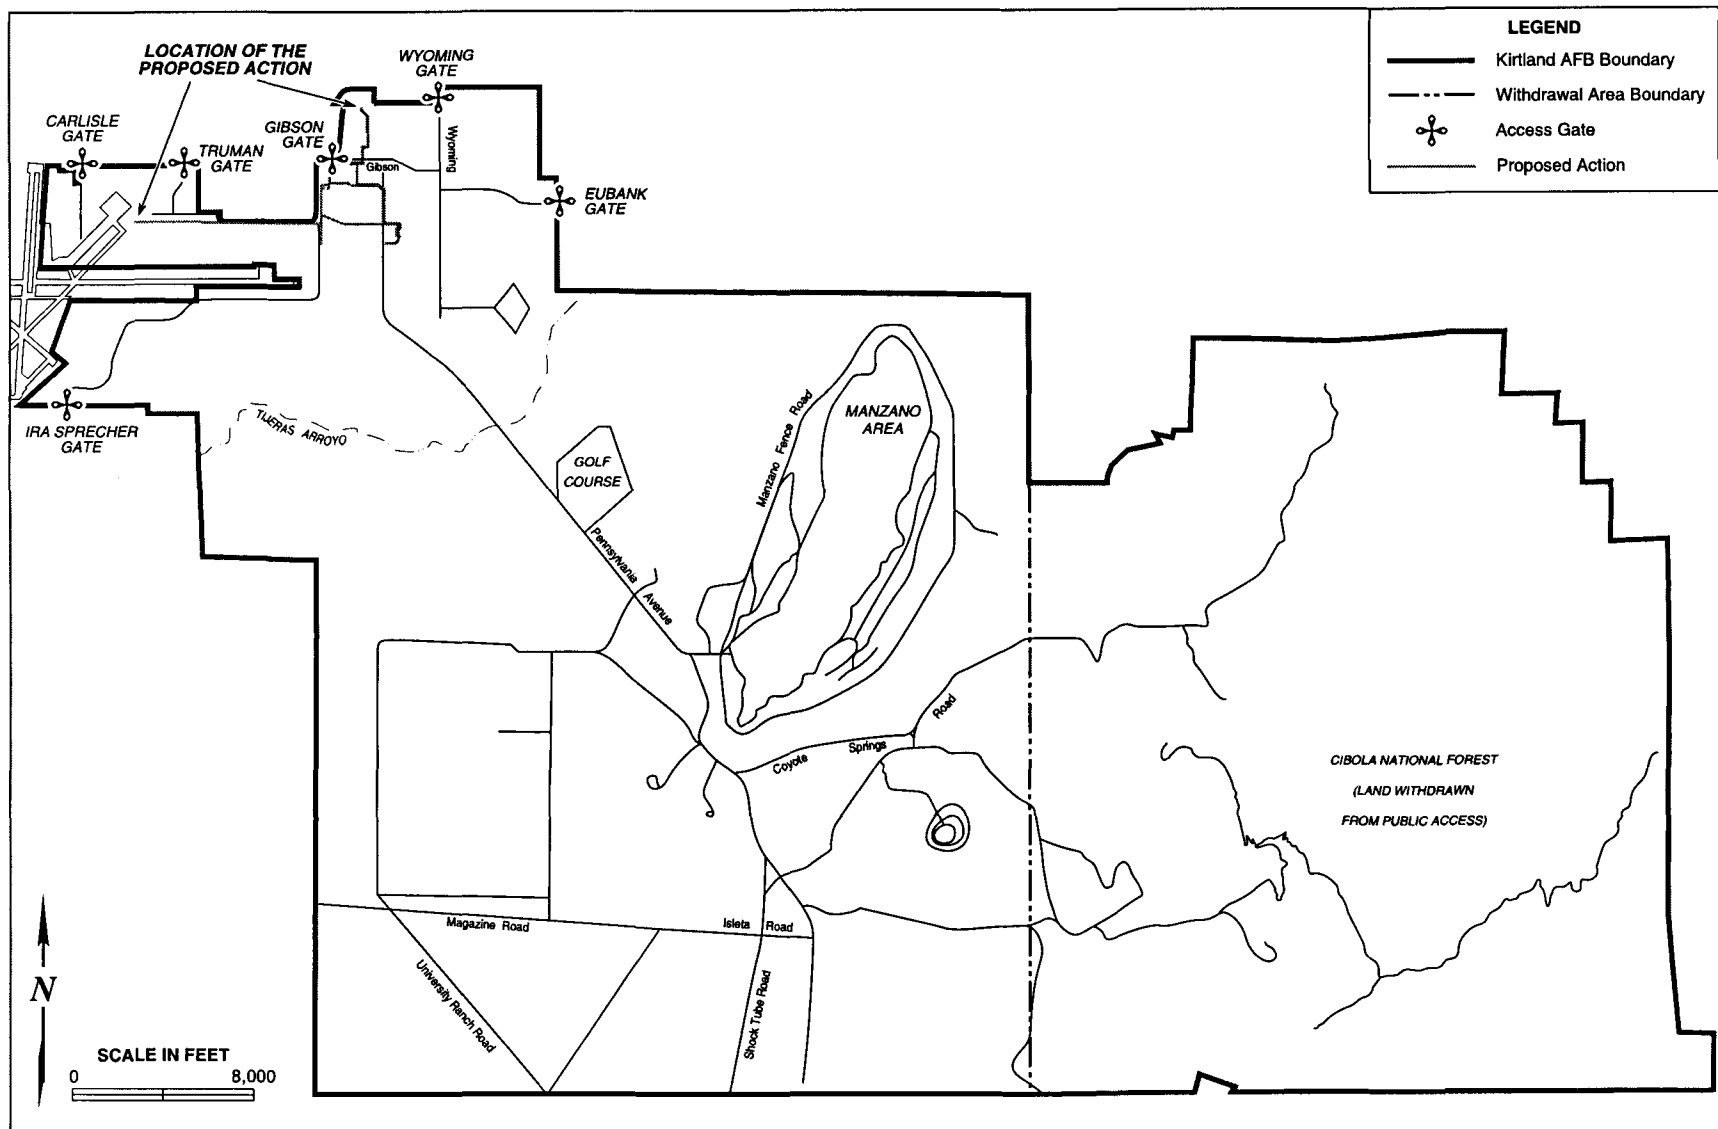 LEGEND
Kirtland AFB Boundary
Withdrawal Area Boundary
Access Gate
Proposed Action
LOCATION OF THE
PROPOSED ACTION
WYOMING
GATE
CARLISLE
GATE
TRUMAN
GATE
GIBSON
GATE
Gibson
Wyoming
EUBANK
GATE
IRA SPRECHER
GATE
TIJERAS ARROYO
GOLF
COURSE
Manzano Fence Road
MANZANO
AREA
Pennsylvania Avenue
Coyote Springs Road
CIBOLA NATIONAL FOREST
(LAND WITHDRAWN
FROM PUBLIC ACCESS)
Magazine Road
Isleta Road
University Ranch Road
Shock Tube Road
N
SCALE IN FEET
0 8,000